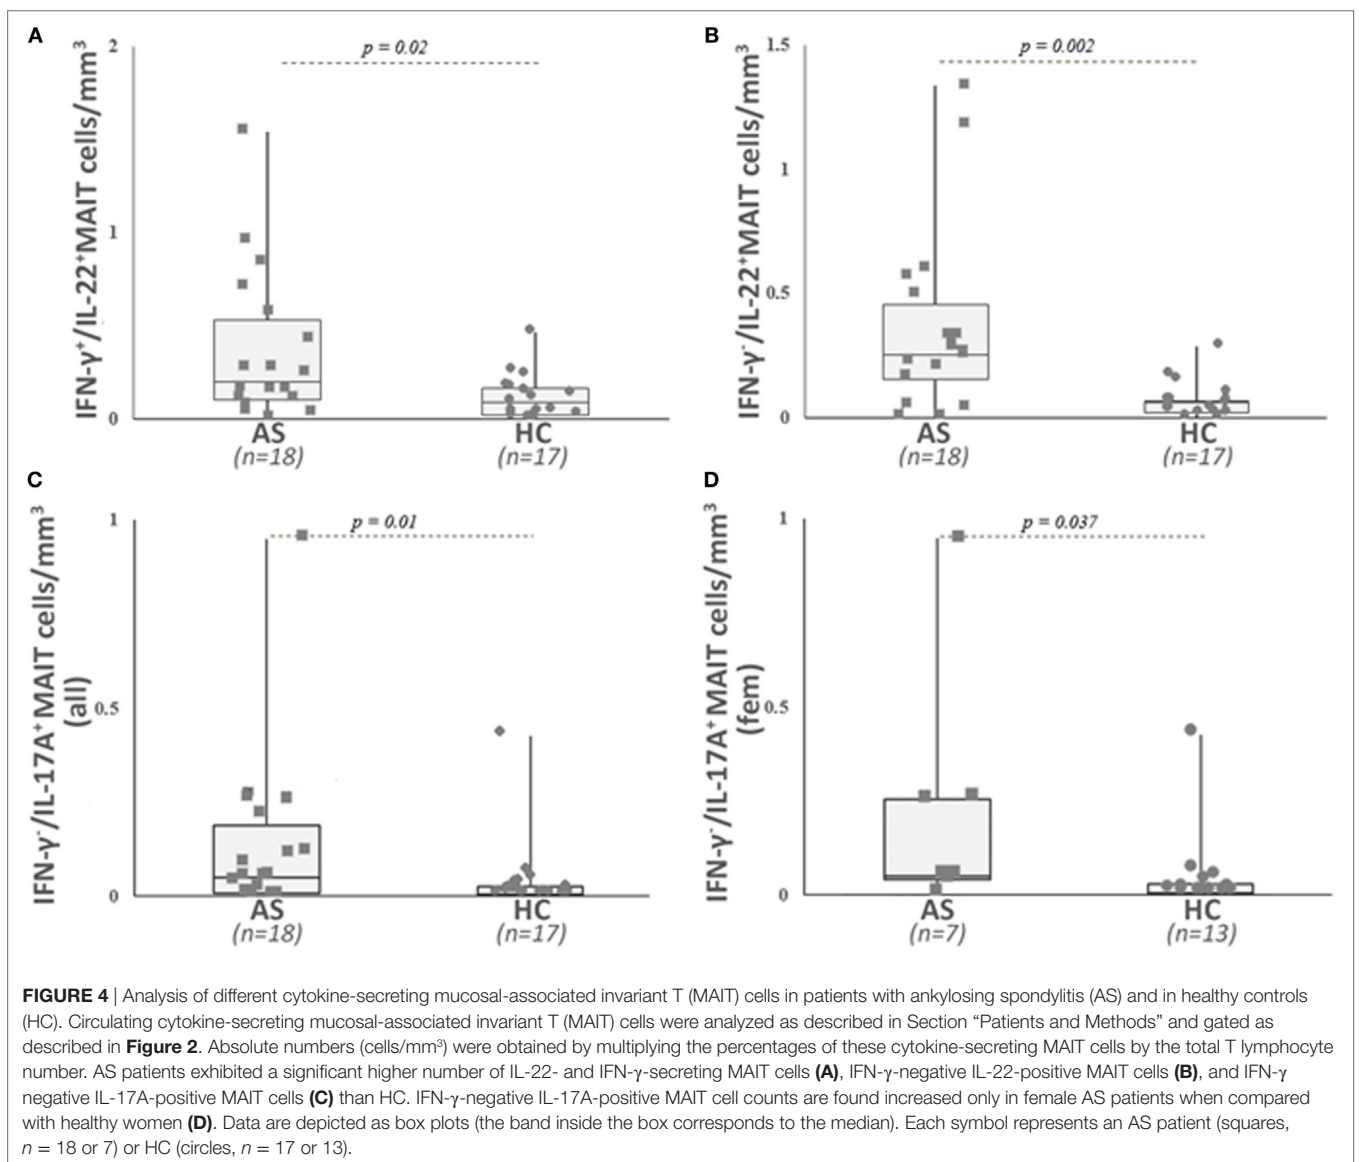 A
IFN-γ⁺/IL-22⁺MAIT cells/mm³
2
1
0
p = 0.02
AS
HC
(n=18)
(n=17)
B
IFN-γ⁻/IL-22⁺MAIT cells/mm³
1.5
1
0.5
0
p = 0.002
AS
HC
(n=18)
(n=17)
C
IFN-γ⁻/IL-17A⁺MAIT cells/mm³
(all)
1
0.5
0
p = 0.01
AS
HC
(n=18)
(n=17)
D
IFN-γ⁻/IL-17A⁺MAIT cells/mm³
(fem)
1
0.5
0
p = 0.037
AS
HC
(n=7)
(n=13)
FIGURE 4 | Analysis of different cytokine-secreting mucosal-associated invariant T (MAIT) cells in patients with ankylosing spondylitis (AS) and in healthy controls
(HC). Circulating cytokine-secreting mucosal-associated invariant T (MAIT) cells were analyzed as described in Section “Patients and Methods” and gated as
described in Figure 2. Absolute numbers (cells/mm³) were obtained by multiplying the percentages of these cytokine-secreting MAIT cells by the total T lymphocyte
number. AS patients exhibited a significant higher number of IL-22- and IFN-γ-secreting MAIT cells (A), IFN-γ-negative IL-22-positive MAIT cells (B), and IFN-γ
negative IL-17A-positive MAIT cells (C) than HC. IFN-γ-negative IL-17A-positive MAIT cell counts are found increased only in female AS patients when compared
with healthy women (D). Data are depicted as box plots (the band inside the box corresponds to the median). Each symbol represents an AS patient (squares,
n = 18 or 7) or HC (circles, n = 17 or 13).